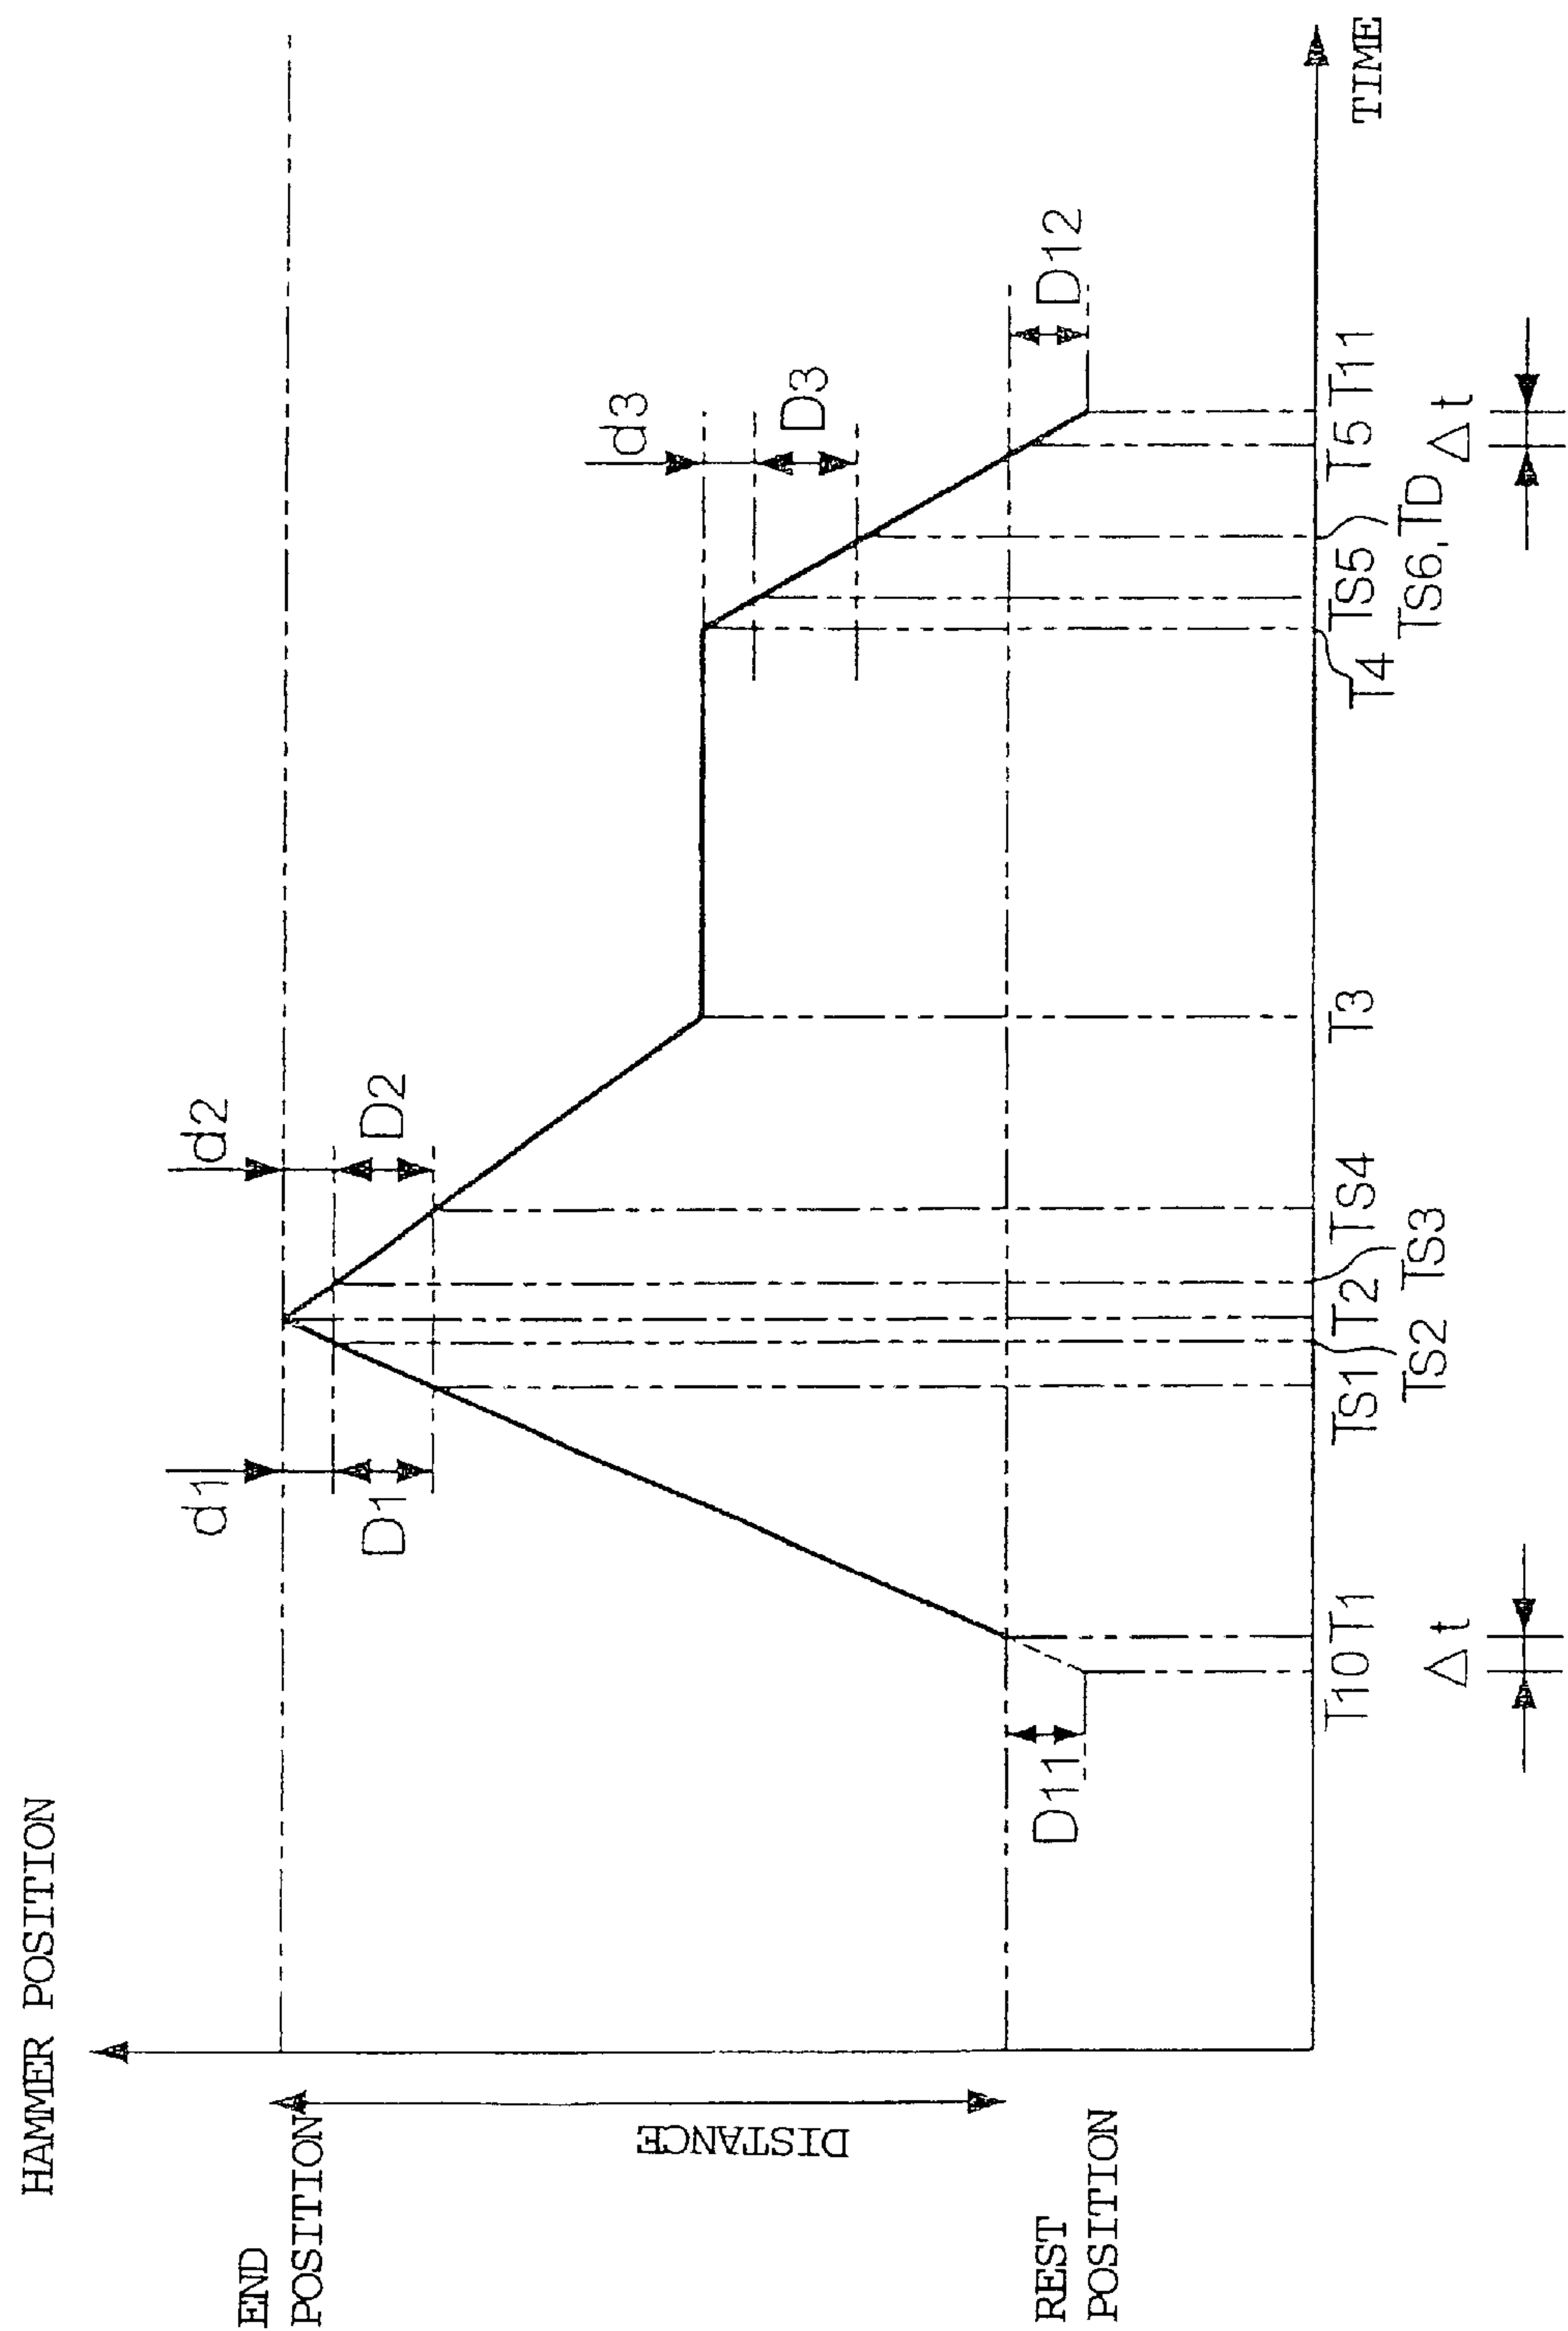 HAMMER POSITION
END
POSITION
DISTANCE
REST
POSITION
d1
D1
d2
D2
d3
D3
D11
D12
T10
T1
TS1
T2
TS4
T3
T4
TS5
T5
T11
TS2
TS3
TS6, TD
Δt
Δt
TIME